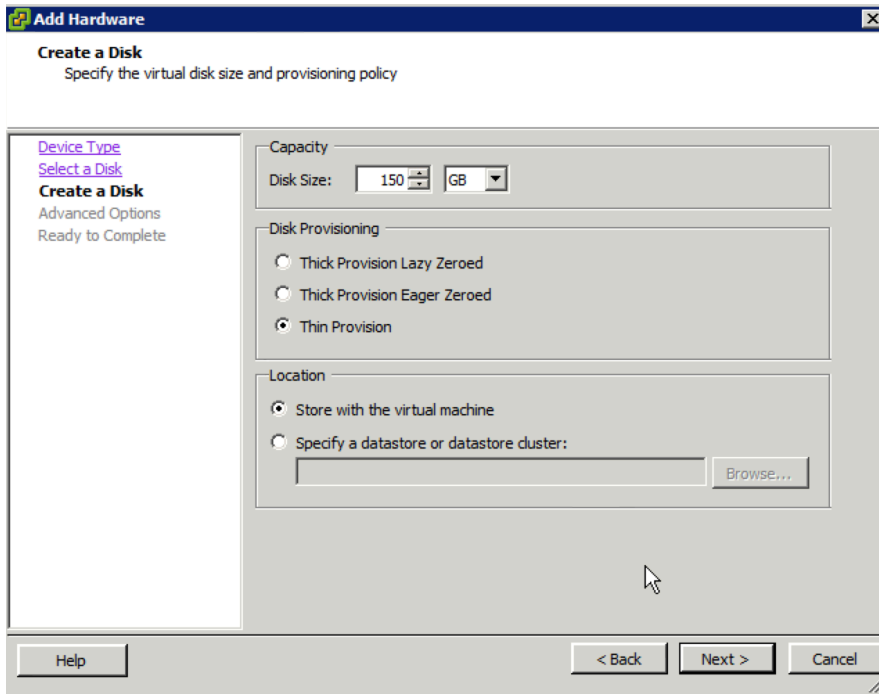 Add Hardware
Create a Disk
Specify the virtual disk size and provisioning policy
Device Type
Select a Disk
Create a Disk
Advanced Options
Ready to Complete
Capacity
Disk Size: 150 GB
Disk Provisioning
Thick Provision Lazy Zeroed
Thick Provision Eager Zeroed
Thin Provision
Location
Store with the virtual machine
Specify a datastore or datastore cluster:
Browse...
Help
< Back
Next >
Cancel